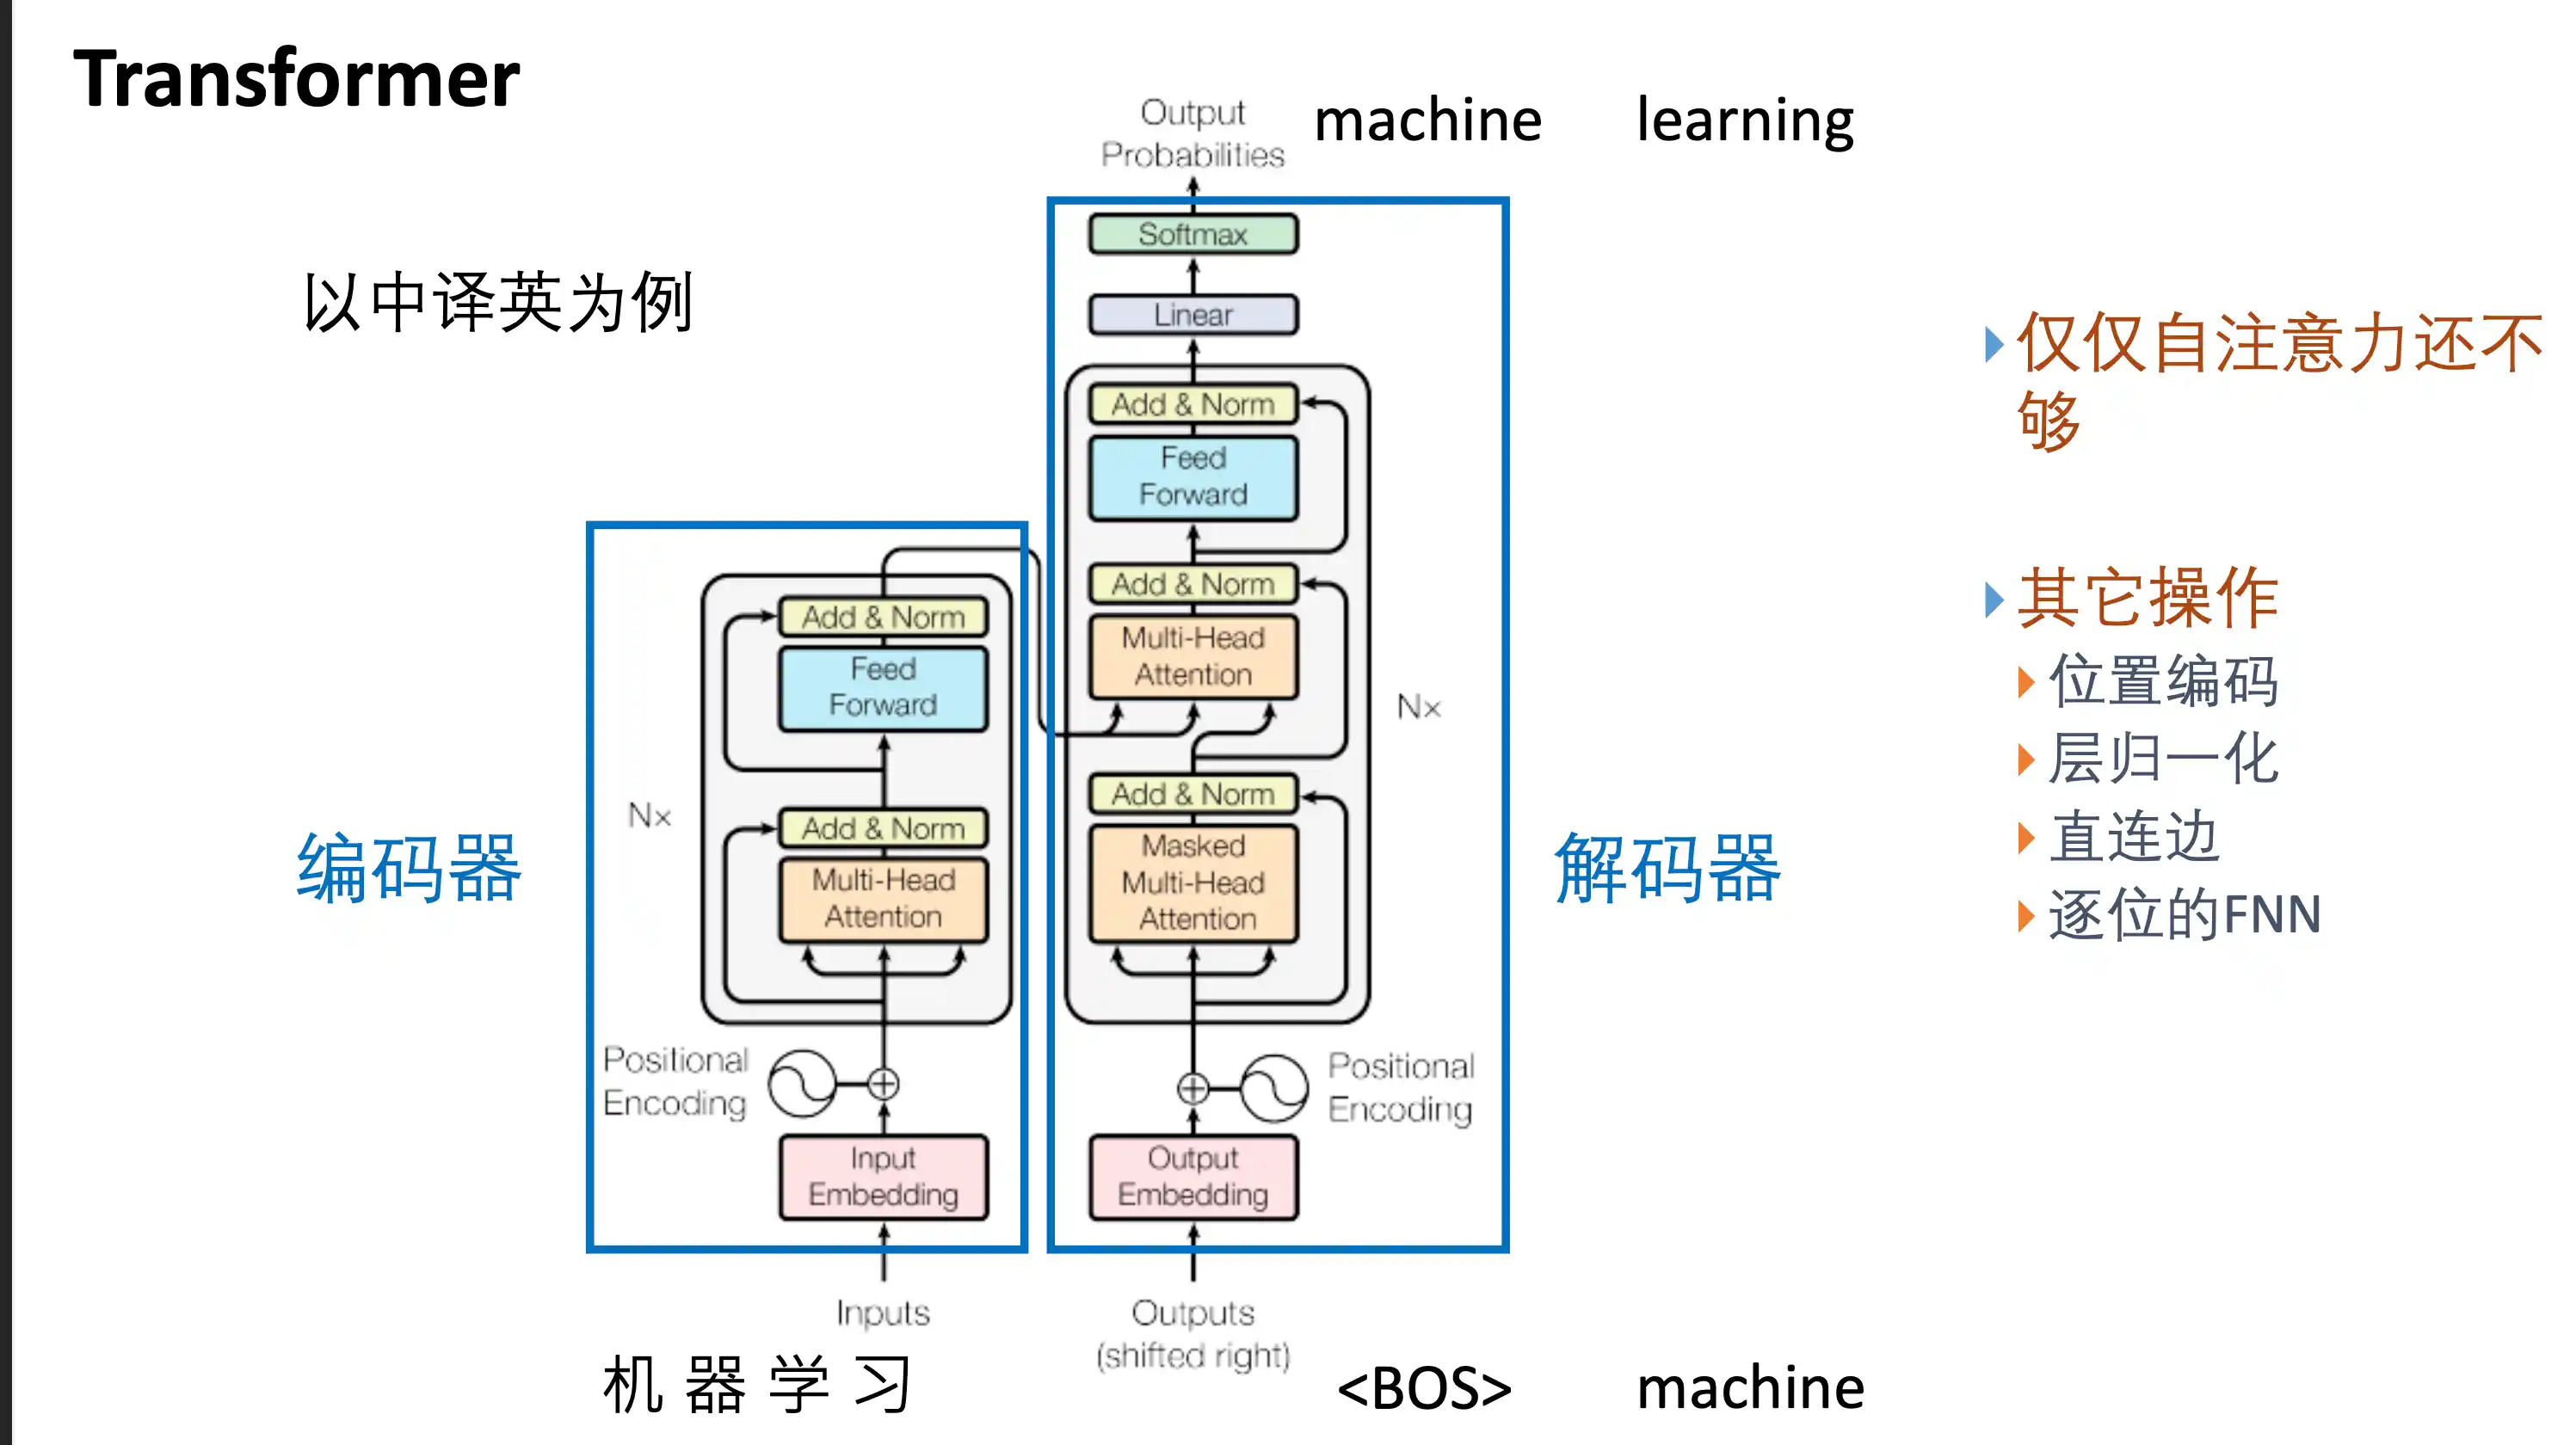 Transformer
以中译英为例
编码器
Add & Norm
Feed
Forward
Add & Norm
Multi-Head
Attention
N×
Positional
Encoding
Input
Embedding
Inputs
机 器 学 习
Output
Probabilities
machine learning
Softmax
Linear
Add & Norm
Feed
Forward
Add & Norm
Multi-Head
Attention
N×
Add & Norm
Masked
Multi-Head
Attention
解码器
Positional
Encoding
Output
Embedding
Outputs
(shifted right)
<BOS> machine
仅仅自注意力还不
够
其它操作
位置编码
层归一化
直连边
逐位的FNN